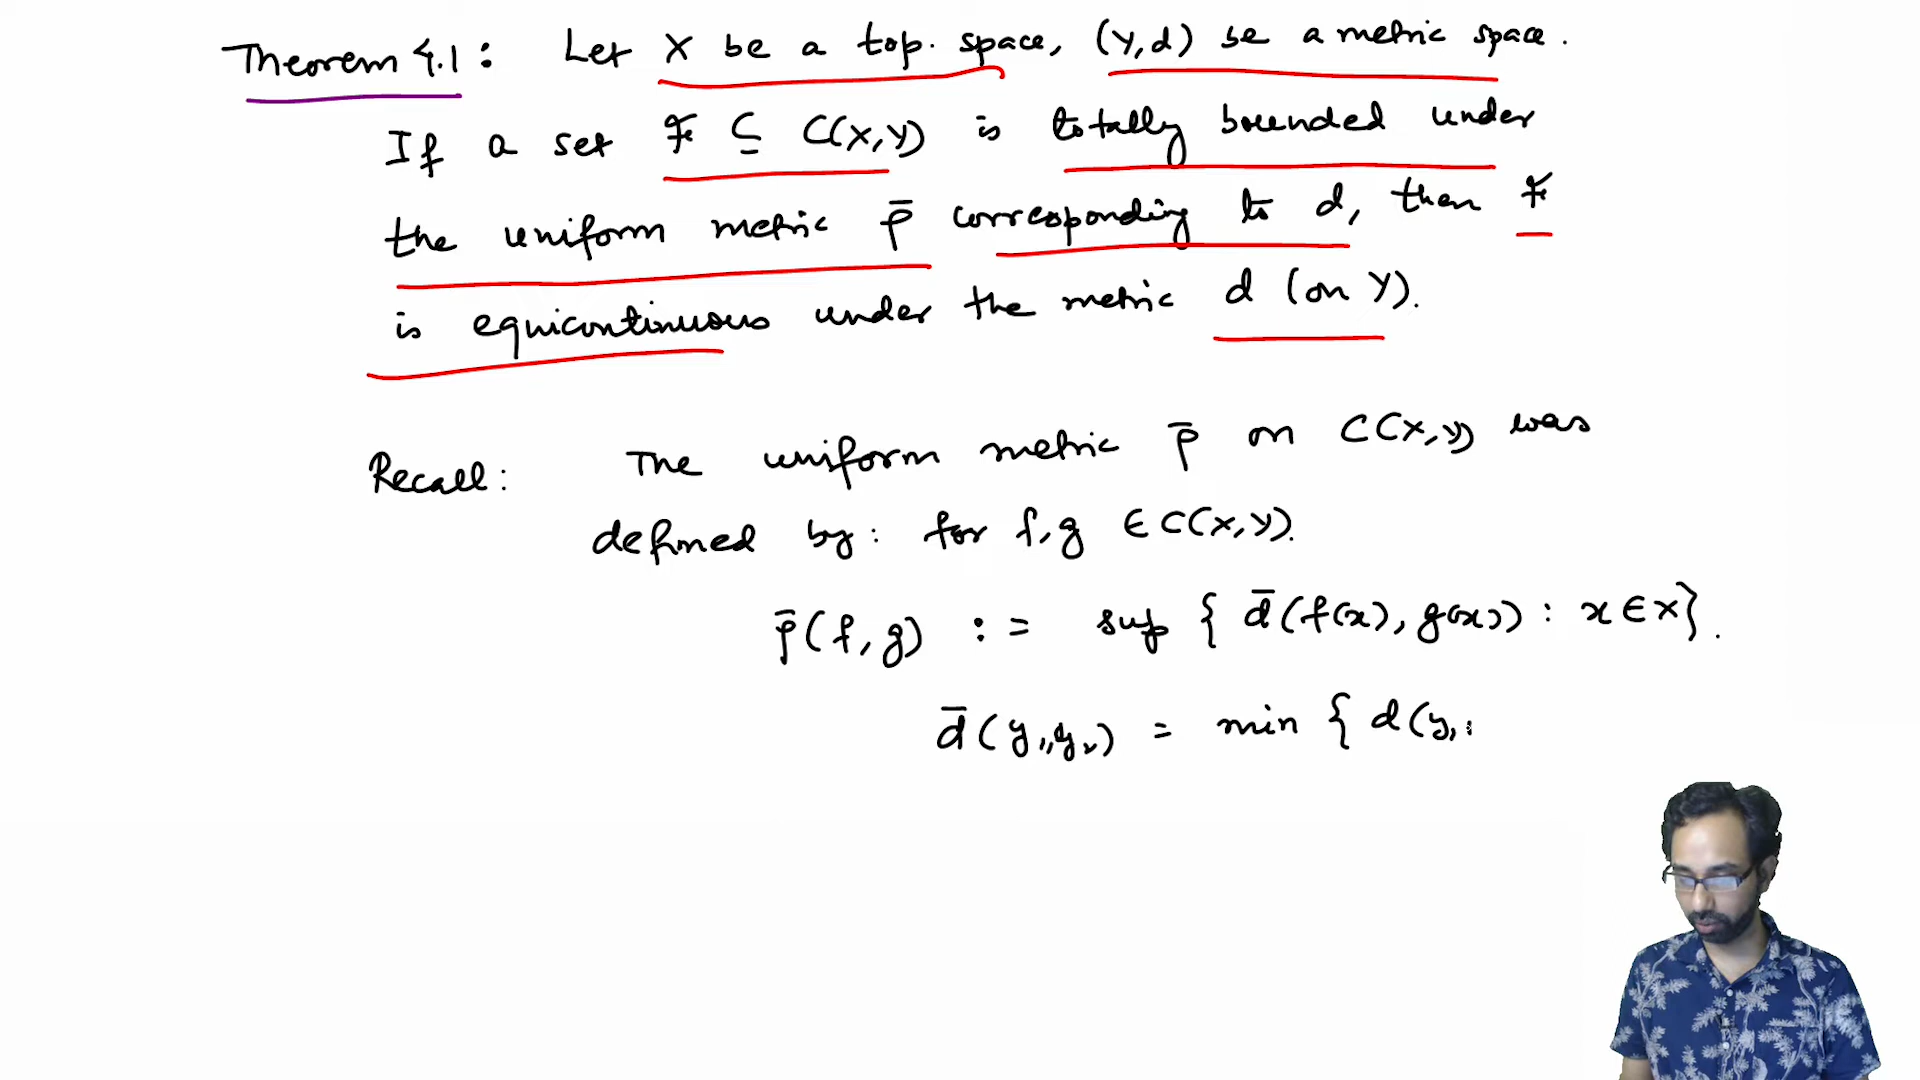 Theorem 4.1: Let X be a top. space, (Y,d) be a metric space.
If a set ℱ ⊆ C(X,Y) is totally bounded under
the uniform metric ρ̄ corresponding to d, then ℱ
is equicontinuous under the metric d (on Y).
Recall: The uniform metric ρ̄ on C(X,Y) was
defined by: for f,g ∈ C(X,Y).
ρ̄(f,g) := sup { d̄(f(x), g(x)) : x ∈ X}.
d̄(y₁,y₂) = min { d(y₁